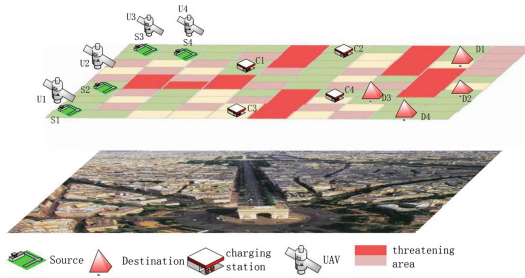 U3
U4
S3
S4
U2
C1
C2
D1
U1
S2
C3
C4
D3
D2
S1
D4
Source
Destination
charging
station
UAV
threatening
area